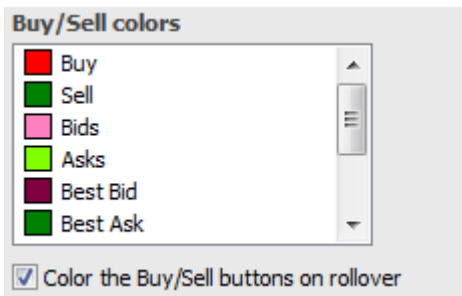 Buy/Sell colors
Buy
Sell
Bids
Asks
Best Bid
Best Ask
Color the Buy/Sell buttons on rollover